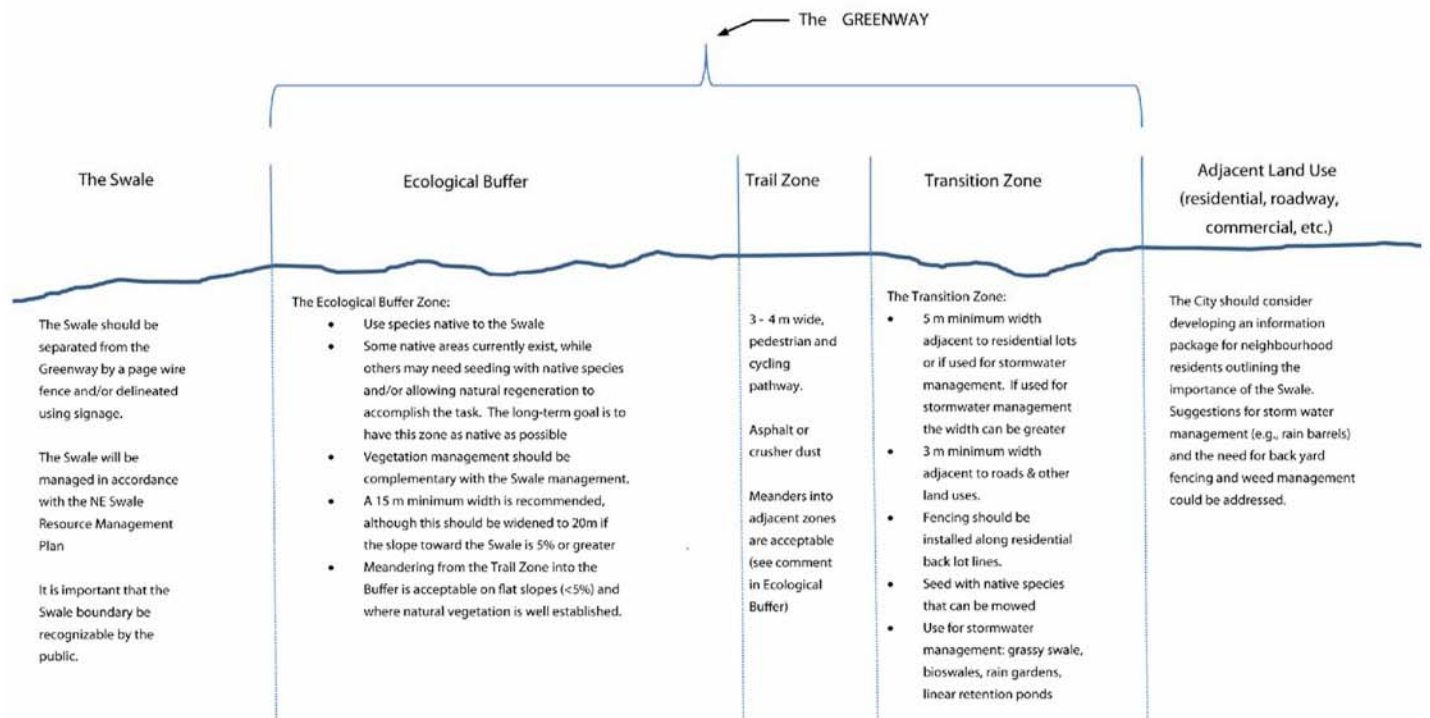 The GREENWAY
The Swale
Ecological Buffer
Trail Zone
Transition Zone
Adjacent Land Use
(residential, roadway,
commercial, etc.)
The Swale should be
separated from the
Greenway by a page wire
fence and/or delineated
using signage.
The Swale will be
managed in accordance
with the NE Swale
Resource Management
Plan
It is important that the
Swale boundary be
recognizable by the
public.
The Ecological Buffer Zone:
• Use species native to the Swale
• Some native areas currently exist, while
others may need seeding with native species
and/or allowing natural regeneration to
accomplish the task. The long-term goal is to
have this zone as native as possible
• Vegetation management should be
complementary with the Swale management.
• A 15 m minimum width is recommended,
although this should be widened to 20m if
the slope toward the Swale is 5% or greater
• Meandering from the Trail Zone into the
Buffer is acceptable on flat slopes (<5%) and
where natural vegetation is well established.
3 - 4 m wide,
pedestrian and
cycling
pathway.
Asphalt or
crusher dust
Meanders into
adjacent zones
are acceptable
(see comment
in Ecological
Buffer)
The Transition Zone:
• 5 m minimum width
adjacent to residential lots
or if used for stormwater
management. If used for
stormwater management
the width can be greater
• 3 m minimum width
adjacent to roads & other
land uses.
• Fencing should be
installed along residential
back lot lines.
• Seed with native species
that can be mowed
• Use for stormwater
management: grassy swale,
bioswales, rain gardens,
linear retention ponds
The City should consider
developing an information
package for neighbourhood
residents outlining the
importance of the Swale.
Suggestions for storm water
management (e.g., rain barrels)
and the need for back yard
fencing and weed management
could be addressed.